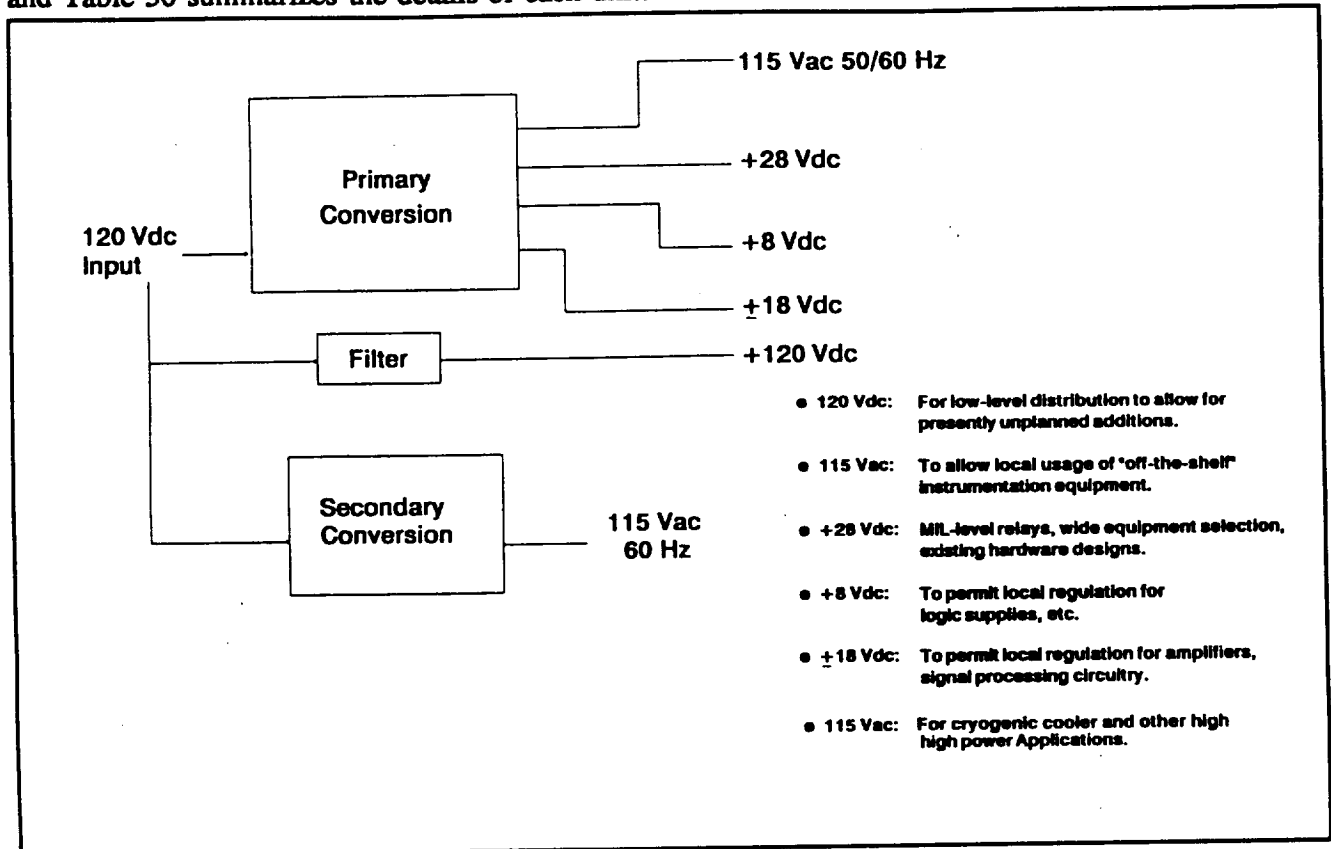 and Table 30 summarizes the details of each
115 Vac 50/60 Hz
+28 Vdc
Primary
Conversion
+8 Vdc
120 Vdc
Input
±18 Vdc
Filter
+120 Vdc
● 120 Vdc: For low-level distribution to allow for
presently unplanned additions.
● 115 Vac: To allow local usage of "off-the-shelf"
instrumentation equipment.
Secondary
Conversion
115 Vac
60 Hz
● +28 Vdc: MIL-level relays, wide equipment selection,
existing hardware designs.
● +8 Vdc: To permit local regulation for
logic supplies, etc.
● ±18 Vdc: To permit local regulation for amplifiers,
signal processing circuitry.
● 115 Vac: For cryogenic cooler and other high
high power Applications.